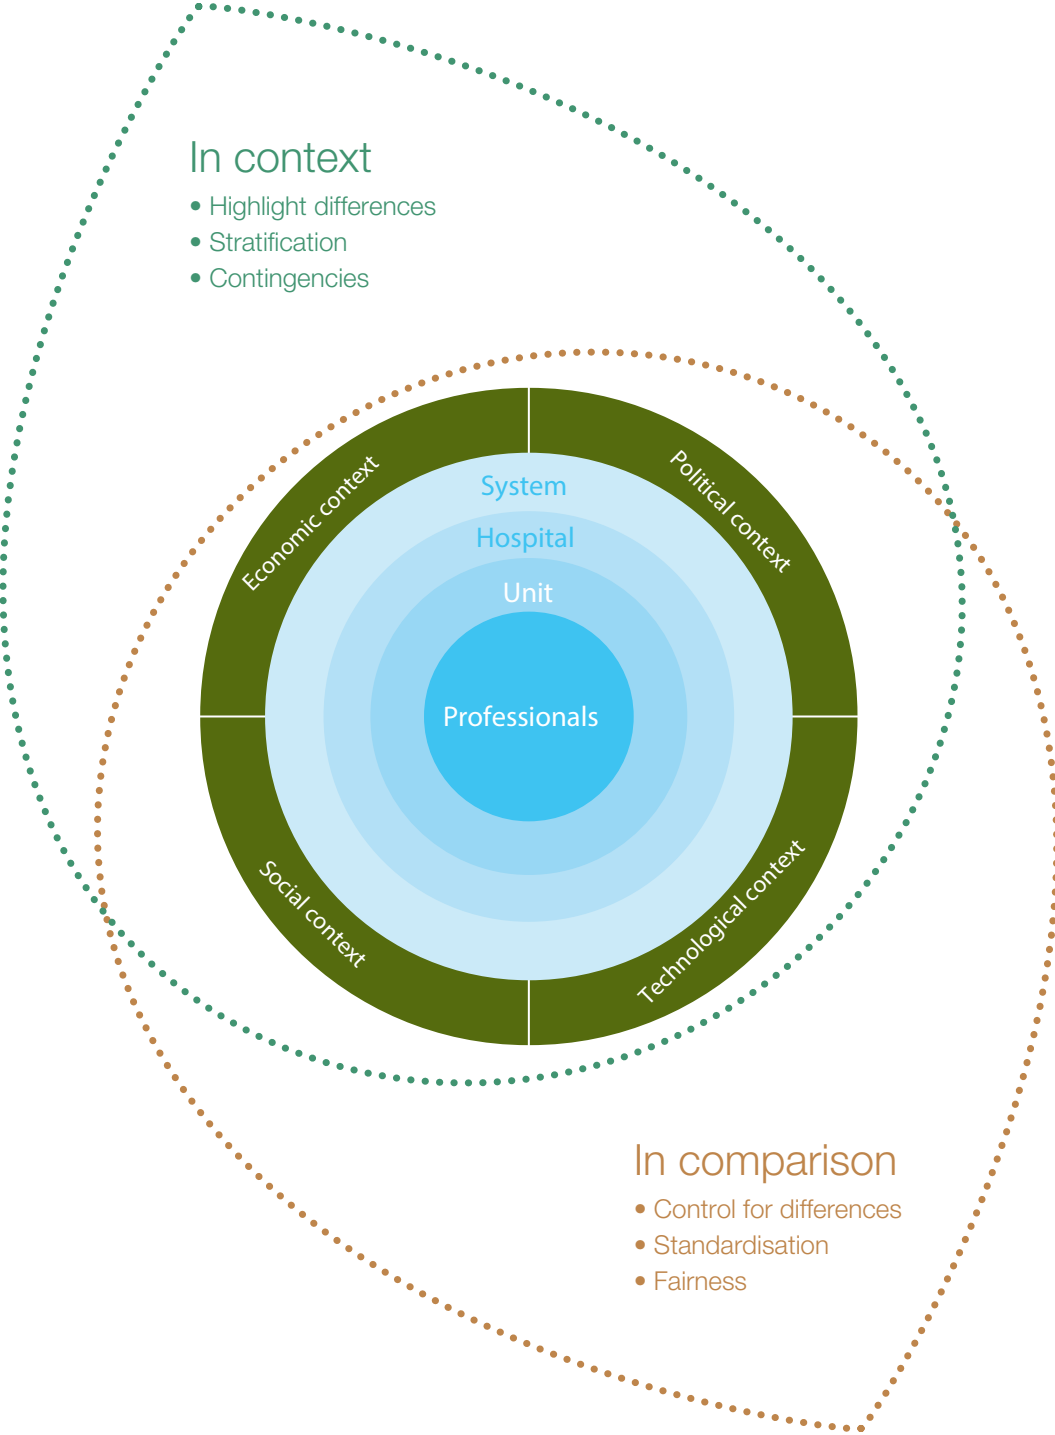 In context
• Highlight differences
• Stratification
• Contingencies
Economic context
Political context
System
Hospital
Unit
Professionals
Social context
Technological context
In comparison
• Control for differences
• Standardisation
• Fairness